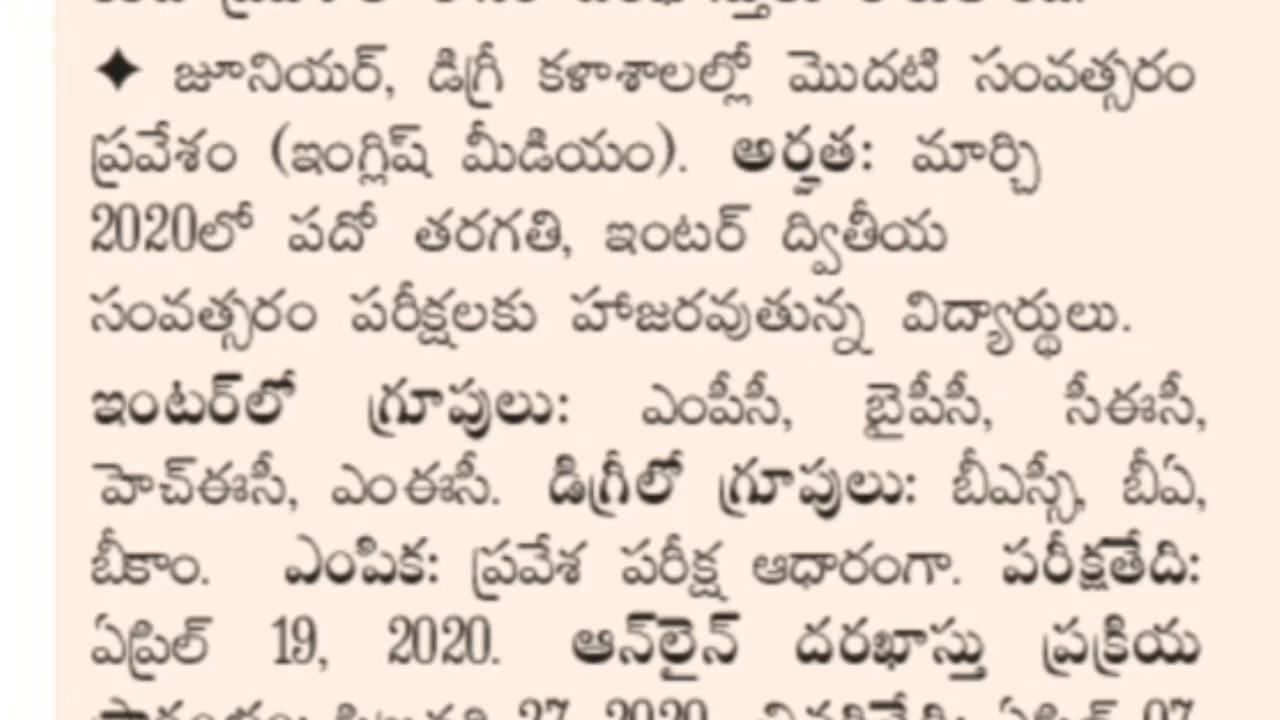 ✦ జూనియర్, డిగ్రీ కళాశాలల్లో మొదటి సంవత్సరం
ప్రవేశం (ఇంగ్లిష్ మీడియం). అర్హత: మార్చి
2020లో పదో తరగతి, ఇంటర్ ద్వితీయ
సంవత్సరం పరీక్షలకు హాజరవుతున్న విద్యార్థులు.
ఇంటర్‌లో గ్రూపులు: ఎంపీసీ, బైపీసీ, సీఈసీ,
హెచ్ఈసీ, ఎంఈసీ. డిగ్రీలో గ్రూపులు: బీఎస్సీ, బీఏ,
బీకాం. ఎంపిక: ప్రవేశ పరీక్ష ఆధారంగా. పరీక్షతేది:
ఏప్రిల్ 19, 2020. ఆన్‌లైన్ దరఖాస్తు ప్రక్రియ